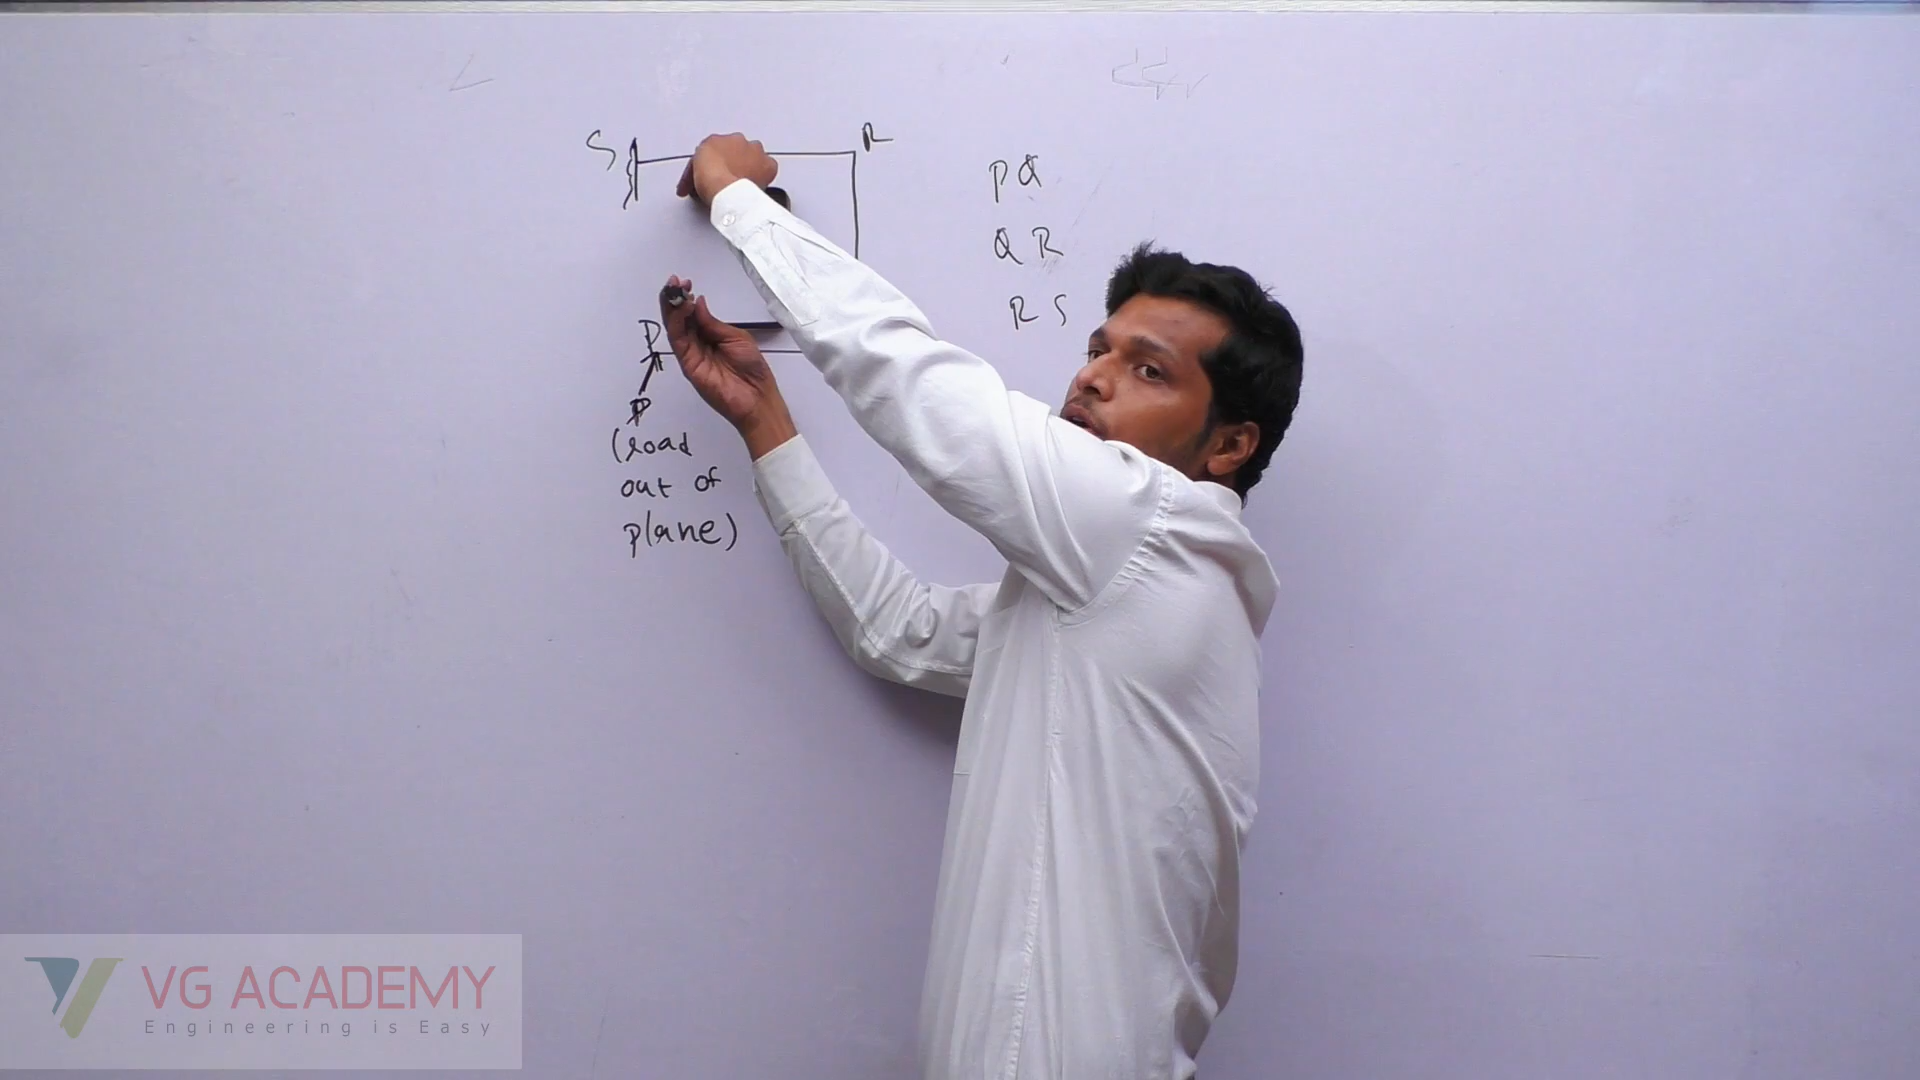 S
R
PQ
QR
RS
P
P
(load
out of
plane)
VG ACADEMY
Engineering is Easy